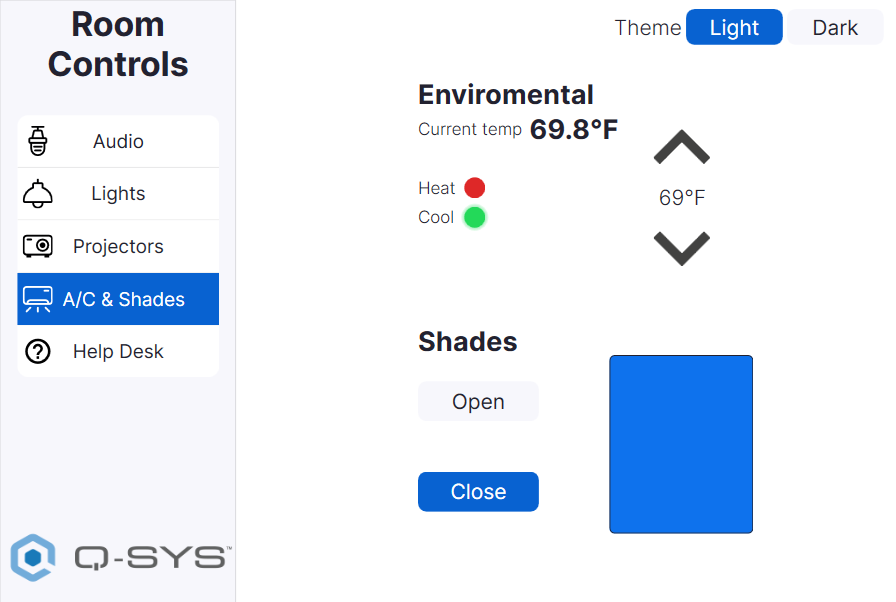 Room
Controls
Audio
Lights
Projectors
A/C & Shades
Help Desk
Q-SYS™
Theme Light Dark
Enviromental
Current temp 69.8°F
Heat
Cool
69°F
Shades
Open
Close